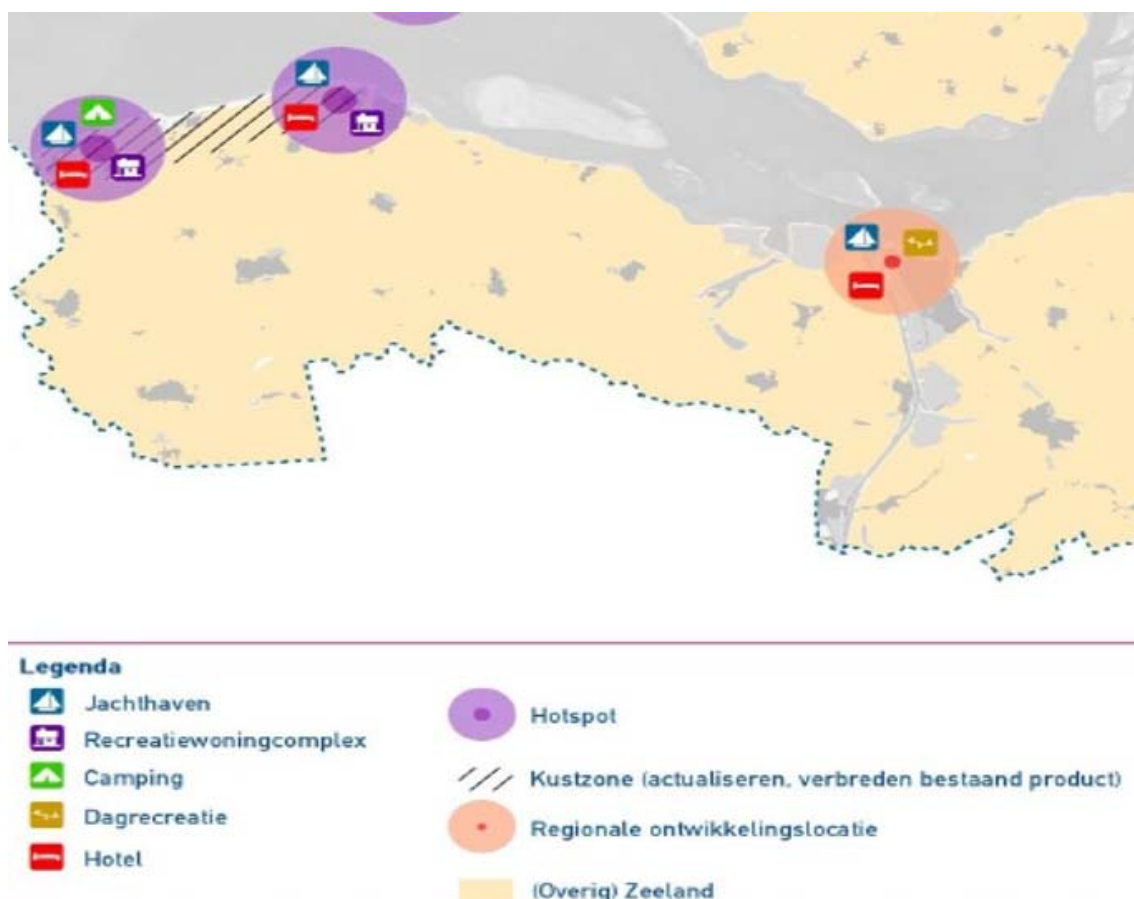 Legenda
Jachthaven
Recreatiewoningcomplex
Camping
Dagrecreatie
Hotel
Hotspot
Kustzone (actualiseren, verbreden bestaand product)
Regionale ontwikkelingslocatie
(Overig) Zeeland